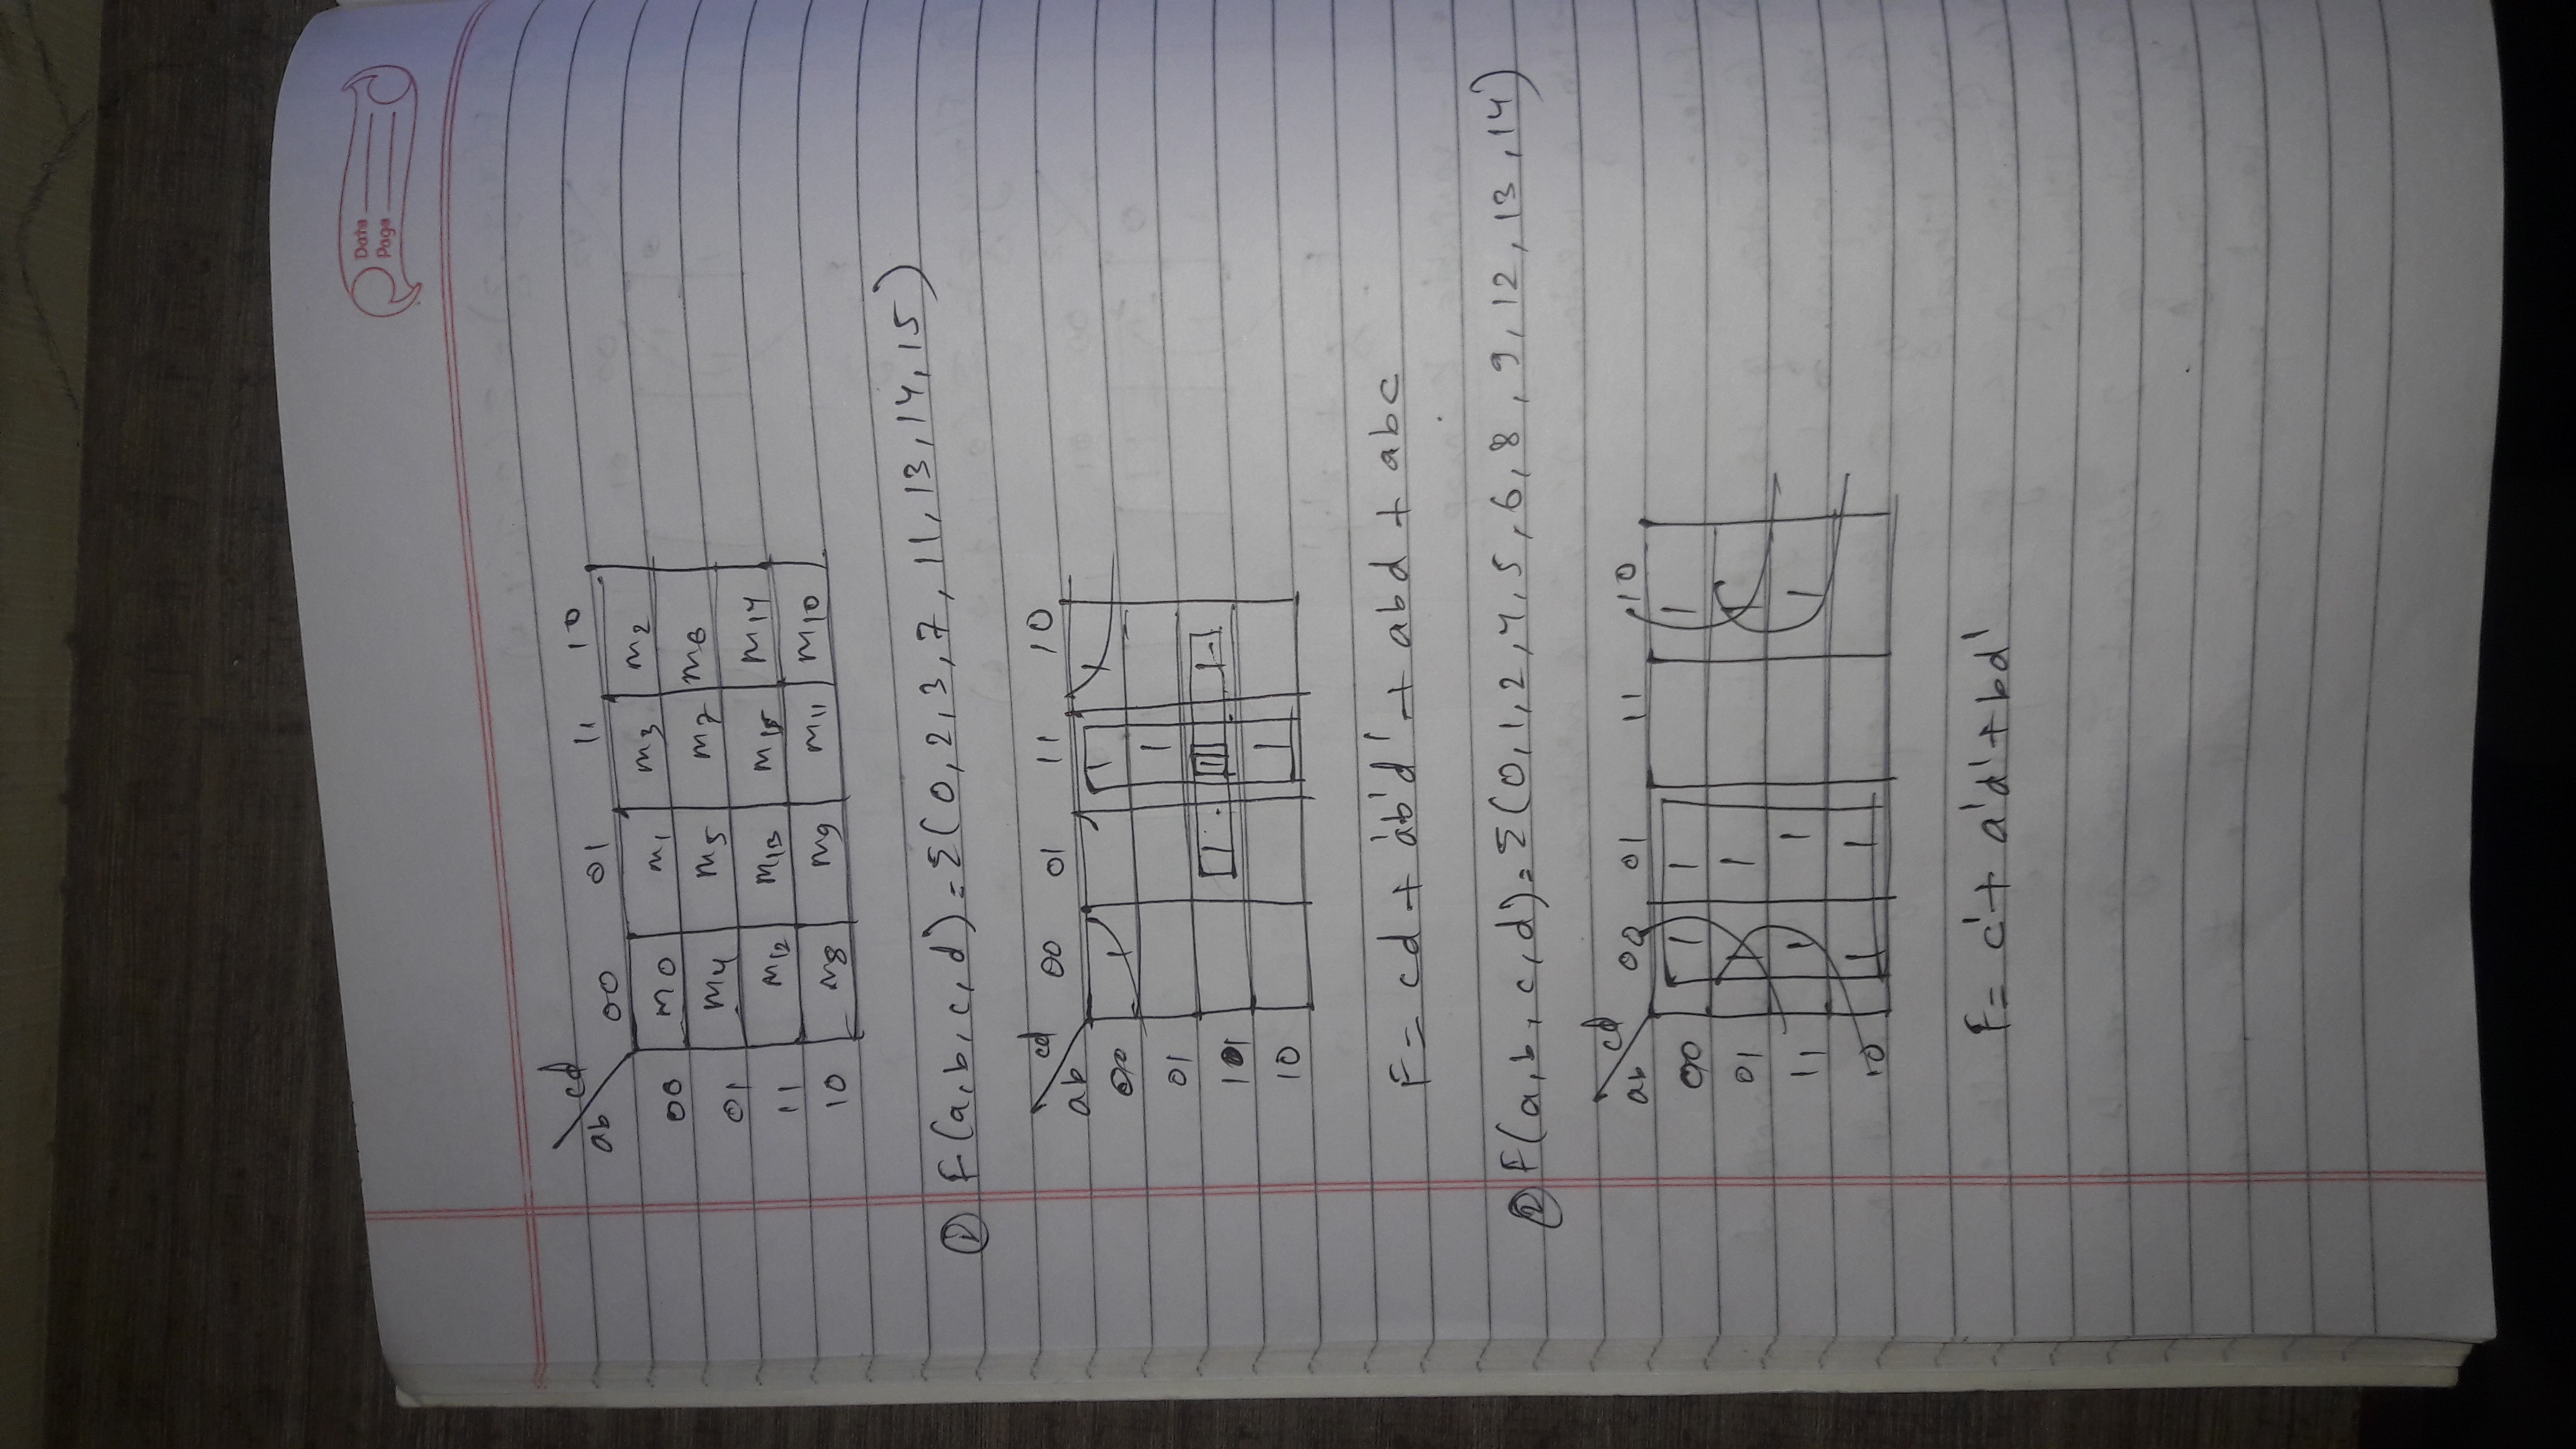 Date
Page
cd
ab 00 01 11 10
00 m0 m1 m3 m2
01 m4 m5 m7 m6
11 m12 m13 m15 m14
10 m8 m9 m11 m10
① F(a,b,c,d)=Σ(0,2,3,7,11,13,14,15)
cd 00 01 11 10
ab
00 1 1 1
01 1
11 1 1 1
10 1
F= cd + a'b'd' + abd + abc
② F(a,b,c,d)=Σ(0,1,2,4,5,6,8,9,12,13,14)
cd
ab 00 01 11 10
00 1 1 1
01 1 1 1
11 1 1 1
10 1 1
F= c'+ a'd'+bd'